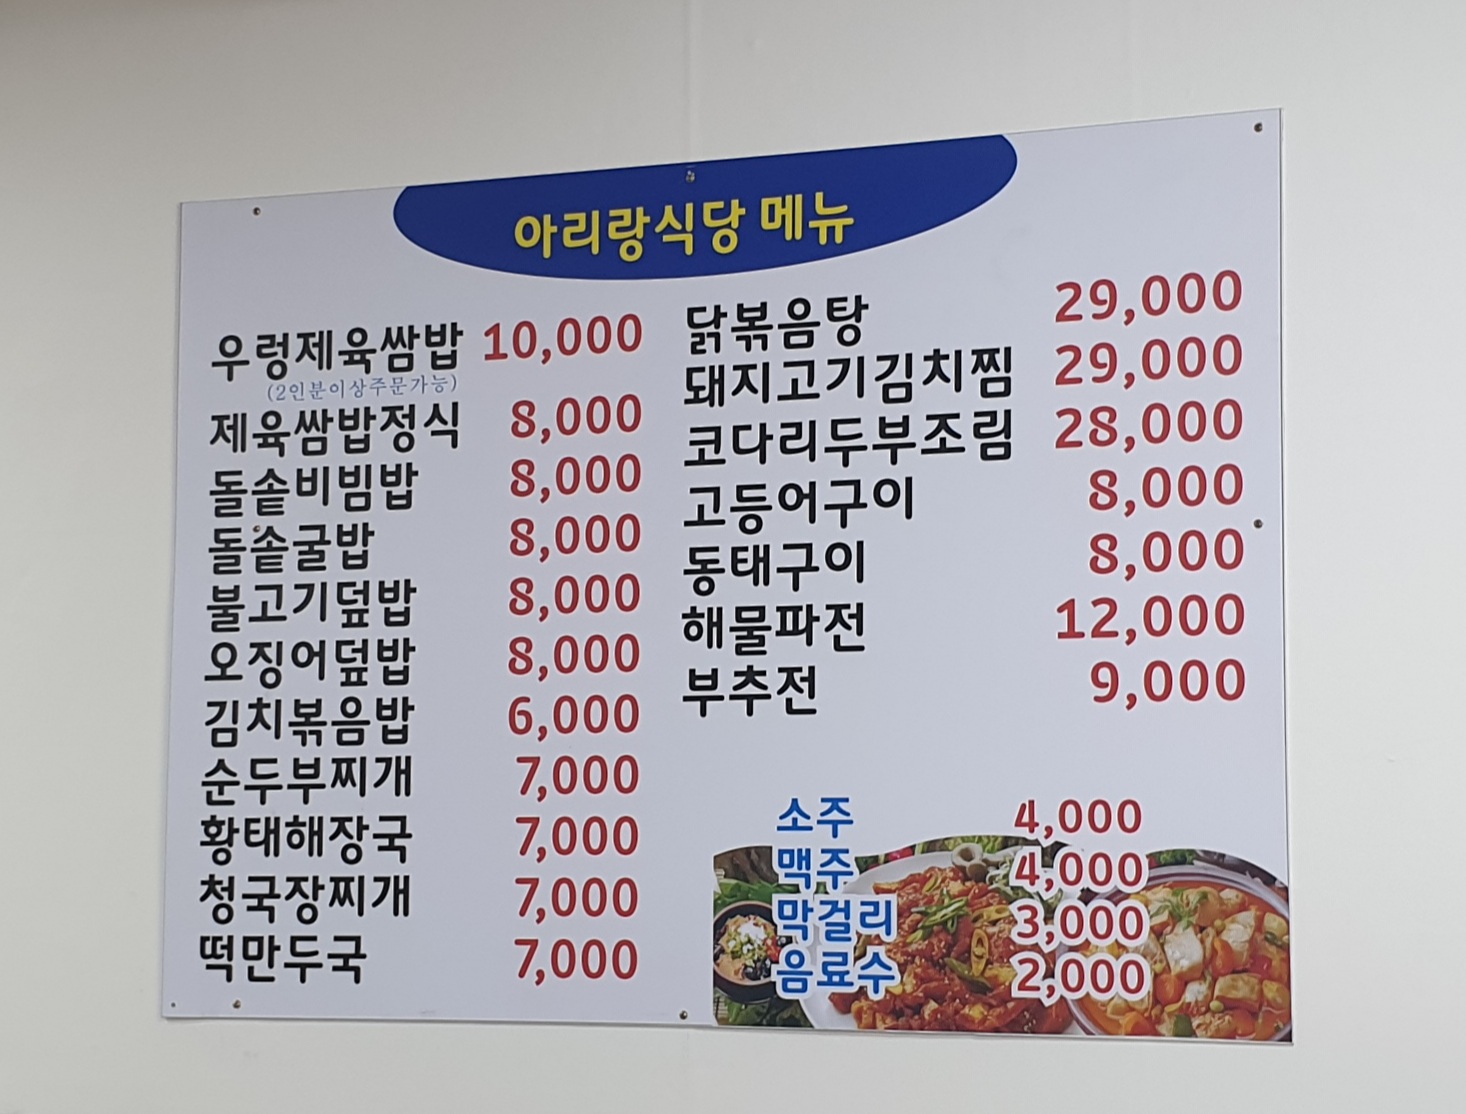 아리랑식당 메뉴
우렁제육쌈밥 10,000
(2인분이상주문가능)
제육쌈밥정식 8,000
돌솥비빔밥 8,000
돌솥굴밥 8,000
불고기덮밥 8,000
오징어덮밥 8,000
김치볶음밥 6,000
순두부찌개 7,000
황태해장국 7,000
청국장찌개 7,000
떡만두국 7,000
닭볶음탕 29,000
돼지고기김치찜 29,000
코다리두부조림 28,000
고등어구이 8,000
동태구이 8,000
해물파전 12,000
부추전 9,000
소주 4,000
맥주 4,000
막걸리 3,000
음료수 2,000